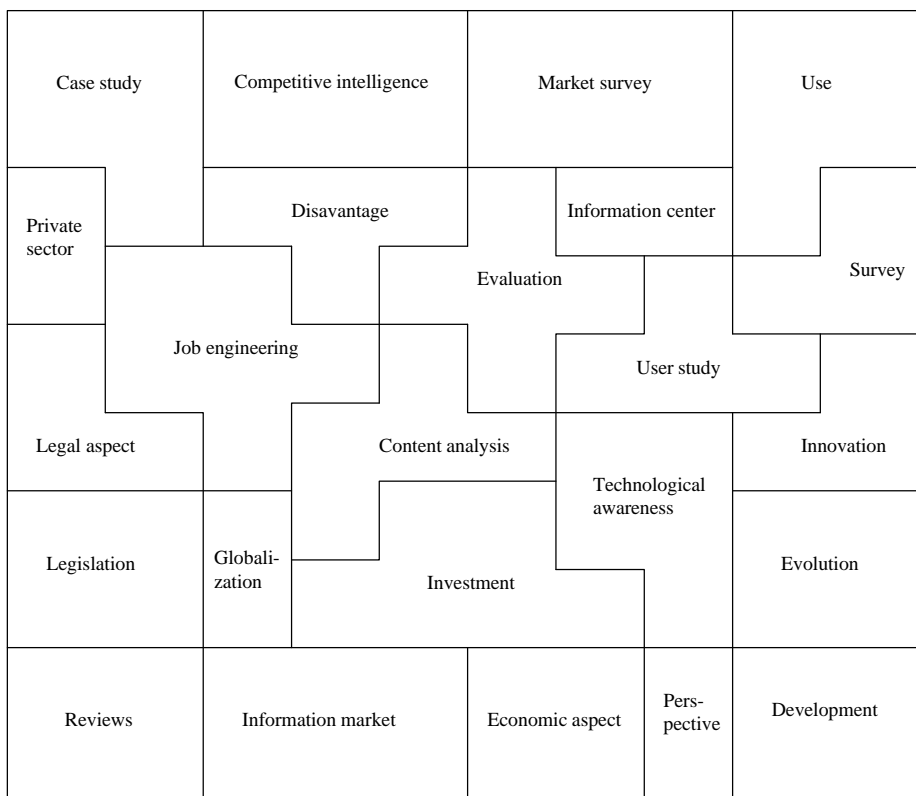 Case study
Competitive intelligence
Market survey
Use
Disavantage
Information center
Private
sector
Survey
Evaluation
Job engineering
User study
Legal aspect
Content analysis
Innovation
Technological
awareness
Legislation
Globali-
zation
Evolution
Investment
Reviews
Information market
Economic aspect
Pers-
pective
Development